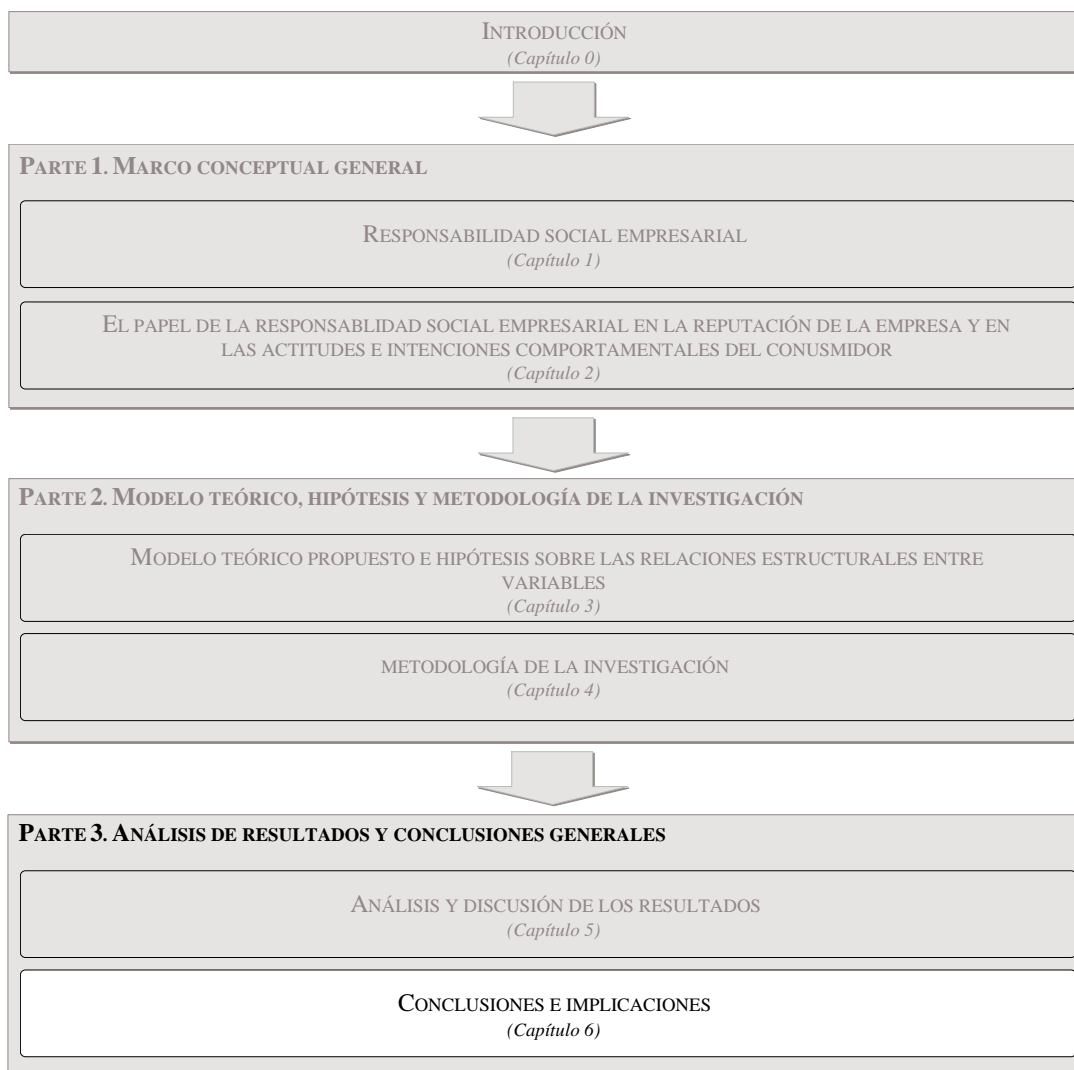 INTRODUCCIÓN
(Capítulo 0)
PARTE 1. MARCO CONCEPTUAL GENERAL
RESPONSABILIDAD SOCIAL EMPRESARIAL
(Capítulo 1)
EL PAPEL DE LA RESPONSABLIDAD SOCIAL EMPRESARIAL EN LA REPUTACIÓN DE LA EMPRESA Y EN
LAS ACTITUDES E INTENCIONES COMPORTAMENTALES DEL CONUSMIDOR
(Capítulo 2)
PARTE 2. MODELO TEÓRICO, HIPÓTESIS Y METODOLOGÍA DE LA INVESTIGACIÓN
MODELO TEÓRICO PROPUESTO E HIPÓTESIS SOBRE LAS RELACIONES ESTRUCTURALES ENTRE
VARIABLES
(Capítulo 3)
METODOLOGÍA DE LA INVESTIGACIÓN
(Capítulo 4)
PARTE 3. ANÁLISIS DE RESULTADOS Y CONCLUSIONES GENERALES
ANÁLISIS Y DISCUSIÓN DE LOS RESULTADOS
(Capítulo 5)
CONCLUSIONES E IMPLICACIONES
(Capítulo 6)